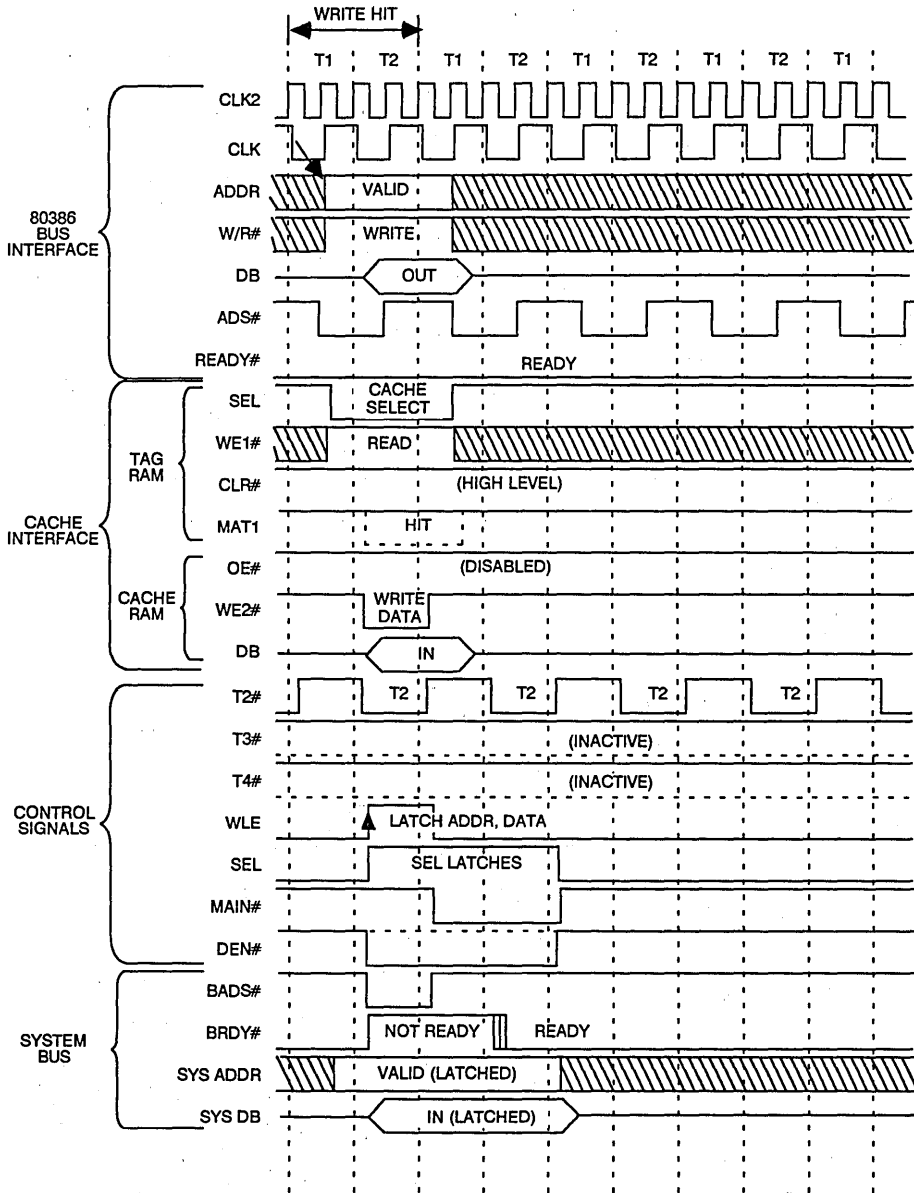 WRITE HIT
T1 T2 T1 T2 T1 T2 T1 T2 T1
CLK2
CLK
ADDR VALID
80386
BUS
INTERFACE
W/R# WRITE
DB OUT
ADS#
READY# READY
SEL CACHE
SELECT
WE1# READ
TAG
RAM
CLR# (HIGH LEVEL)
CACHE
INTERFACE
MAT1 HIT
OE# (DISABLED)
CACHE
RAM
WE2# WRITE
DATA
DB IN
T2# T2 T2 T2 T2
T3# (INACTIVE)
T4# (INACTIVE)
CONTROL
SIGNALS
WLE LATCH ADDR, DATA
SEL SEL LATCHES
MAIN#
DEN#
BADS#
SYSTEM
BUS
BRDY# NOT READY READY
SYS ADDR VALID (LATCHED)
SYS DB IN (LATCHED)